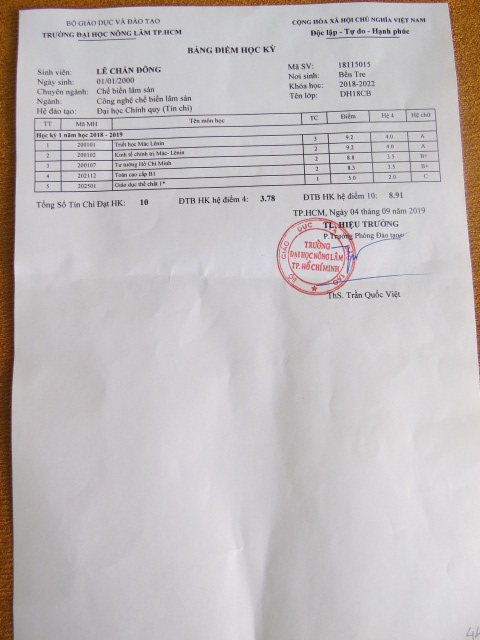 BỘ GIÁO DỤC VÀ ĐÀO TẠO
TRƯỜNG ĐẠI HỌC NÔNG LÂM TP.HCM
CỘNG HÒA XÃ HỘI CHỦ NGHĨA VIỆT NAM
Độc lập - Tự do - Hạnh phúc
BẢNG ĐIỂM HỌC KỲ
Sinh viên: LÊ CHẤN ĐÔNG Mã SV: 18115015
Ngày sinh: 01/01/2000 Nơi sinh: Bến Tre
Chuyên ngành: Chế biến lâm sản Khóa học: 2018-2022
Ngành: Công nghệ chế biến lâm sản Tên lớp: DH18CB
Hệ đào tạo: Đại học Chính quy (Tín chỉ)
TT Mã MH Tên môn học TC Điểm Hệ 4 Hệ chữ
Học kỳ 1 năm học 2018 - 2019
1 200101 Triết học Mác Lênin 3 9.2 4.0 A
2 200102 Kinh tế chính trị Mác- Lênin 2 9.2 4.0 A
3 200107 Tư tưởng Hồ Chí Minh 2 8.8 3.5 B+
4 202112 Toán cao cấp B1 2 8.3 3.5 B+
5 202501 Giáo dục thể chất 1* 1 5.0 2.0 C
Tổng Số Tín Chỉ Đạt HK: 10 ĐTB HK hệ điểm 4: 3.78 ĐTB HK hệ điểm 10: 8.91
TP.HCM, Ngày 04 tháng 09 năm 2019
TL. HIỆU TRƯỞNG
P.Trưởng Phòng Đào tạo
TRƯỜNG
ĐẠI HỌC NÔNG LÂM
TP. HỒ CHÍ MINH
ThS. Trần Quốc Việt